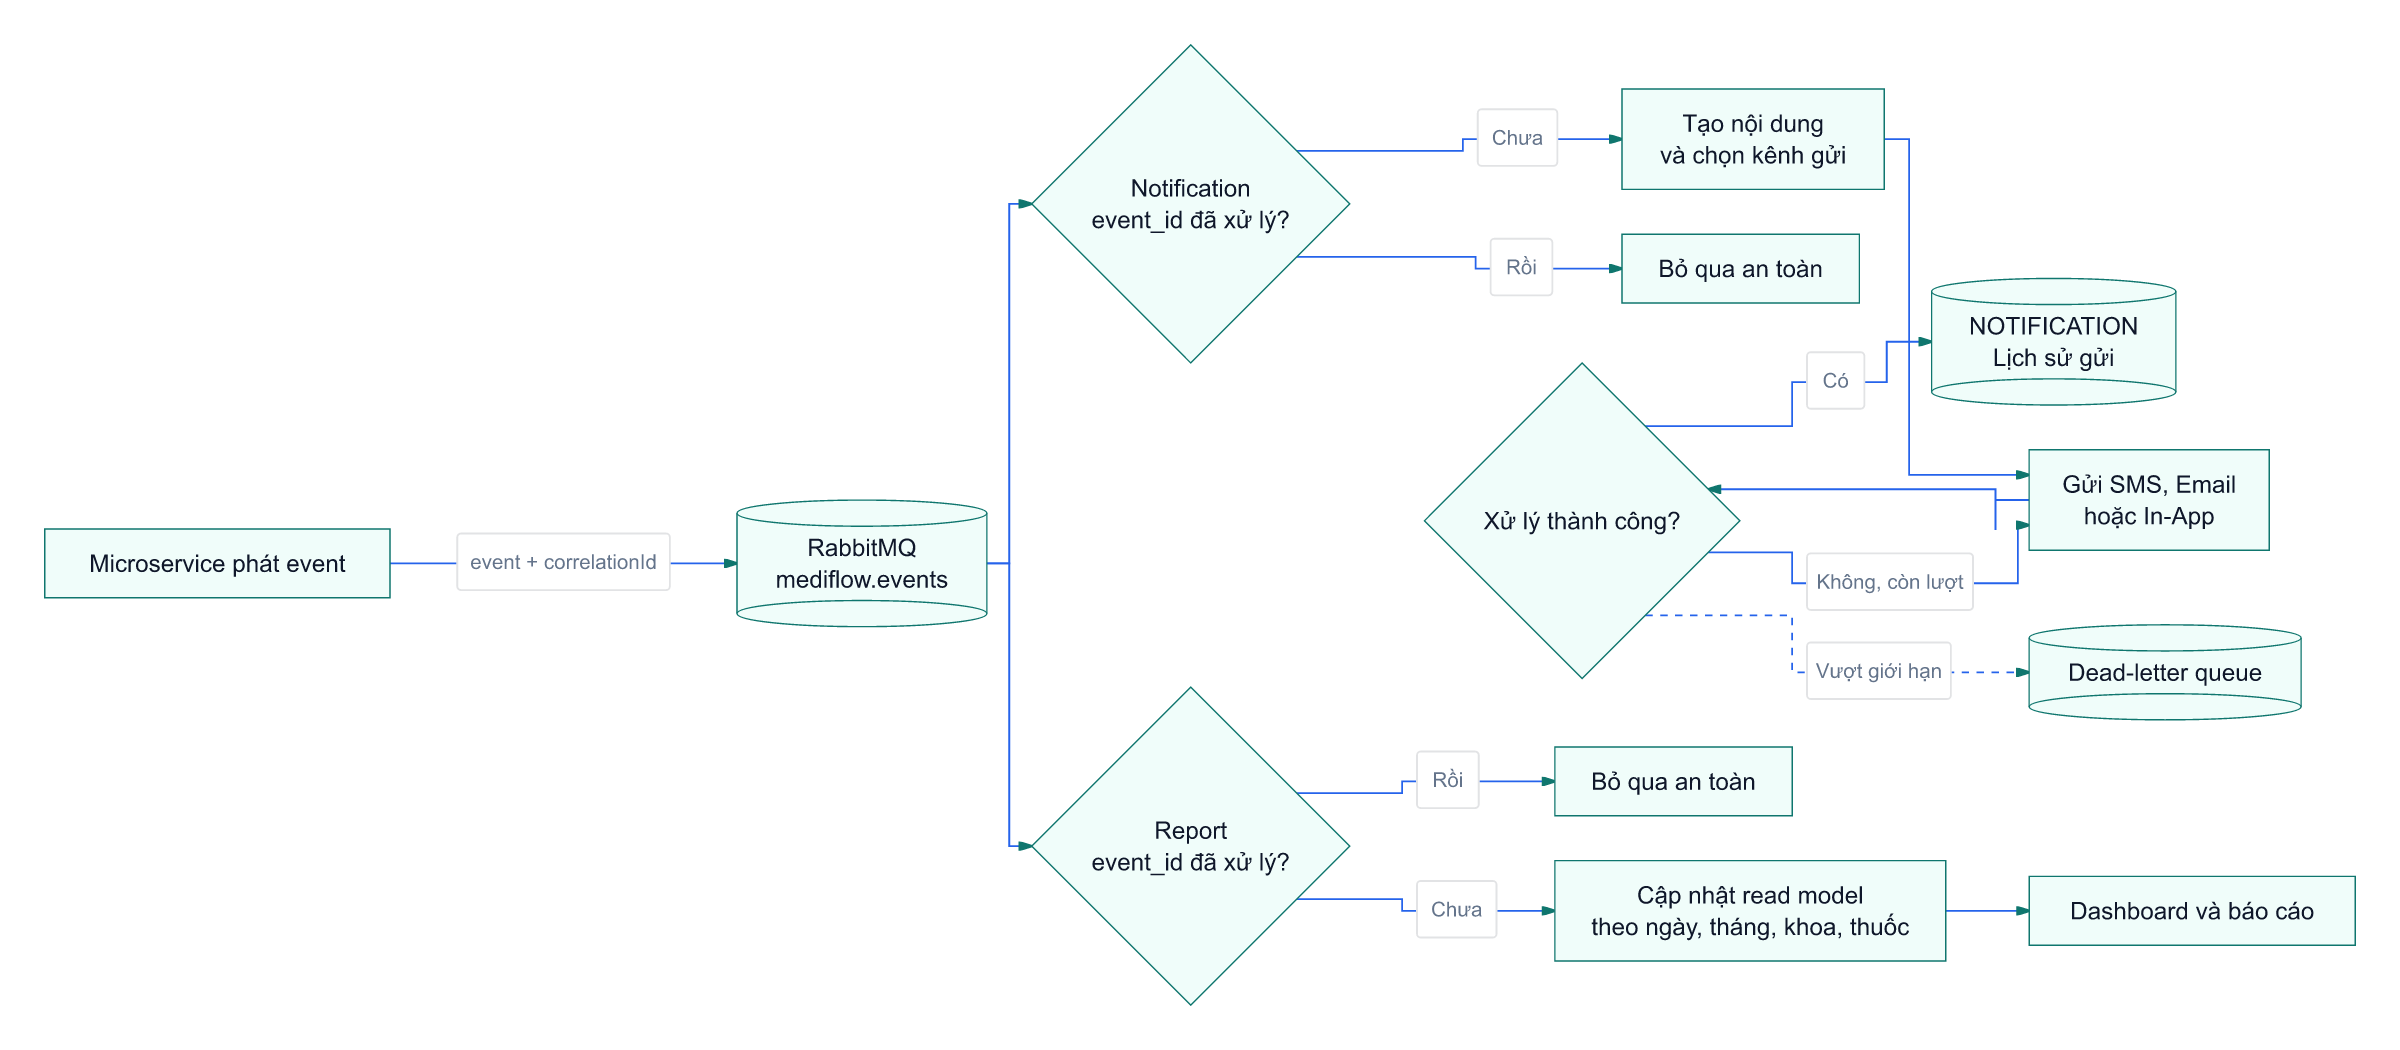 Microservice phát event
event + correlationId
RabbitMQ
mediflow.events
Notification
event_id đã xử lý?
Chưa
Tạo nội dung
và chọn kênh gửi
Rồi
Bỏ qua an toàn
NOTIFICATION
Lịch sử gửi
Có
Xử lý thành công?
Gửi SMS, Email
hoặc In-App
Không, còn lượt
Vượt giới hạn
Dead-letter queue
Report
event_id đã xử lý?
Rồi
Bỏ qua an toàn
Chưa
Cập nhật read model
theo ngày, tháng, khoa, thuốc
Dashboard và báo cáo